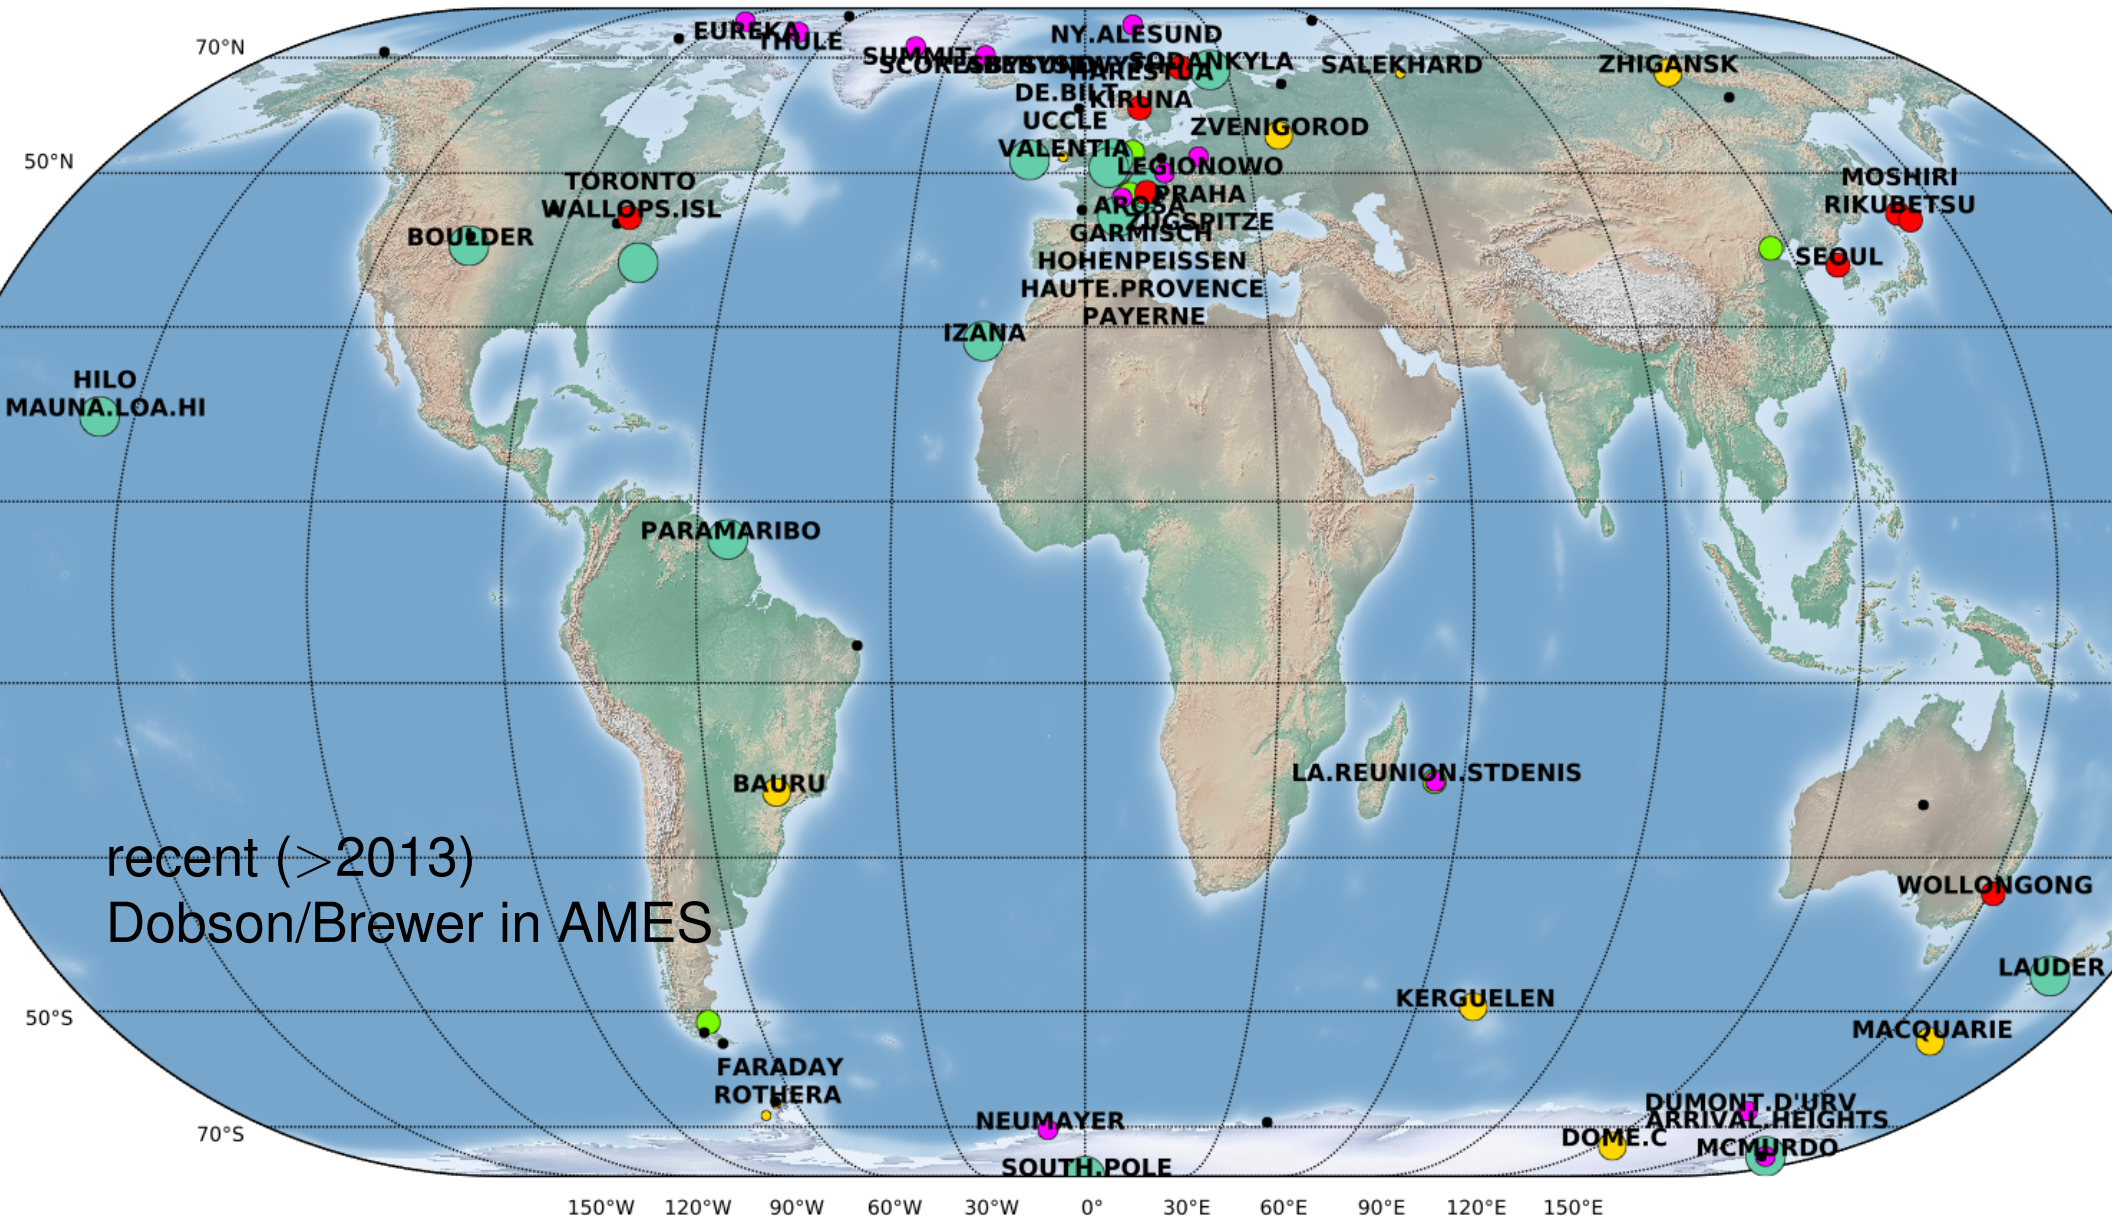 70°N
EUREKA
THULE
SUMMIT
NY.ALESUND
SODANKYLA
HARESTUA
SALEKHARD
ZHIGANSK
DE.BILT
KIRUNA
UCCLE
ZVENIGOROD
VALENTIA
50°N
LEGIONOWO
TORONTO
WALLOPS.ISL
PRAHA
AROSA
ZUGSPITZE
MOSHIRI
RIKUBETSU
BOULDER
GARMISCH
SEOUL
HOHENPEISSEN
HAUTE.PROVENCE
PAYERNE
IZANA
HILO
MAUNA.LOA.HI
PARAMARIBO
LA.REUNION.STDENIS
BAURU
recent (>2013)
Dobson/Brewer in AMES
WOLLONGONG
LAUDER
KERGUELEN
50°S
MACQUARIE
FARADAY
ROTHERA
DUMONT.D'URV
NEUMAYER
ARRIVAL.HEIGHTS
70°S
DOME.C
MCMURDO
SOUTH.POLE
150°W 120°W 90°W 60°W 30°W 0° 30°E 60°E 90°E 120°E 150°E